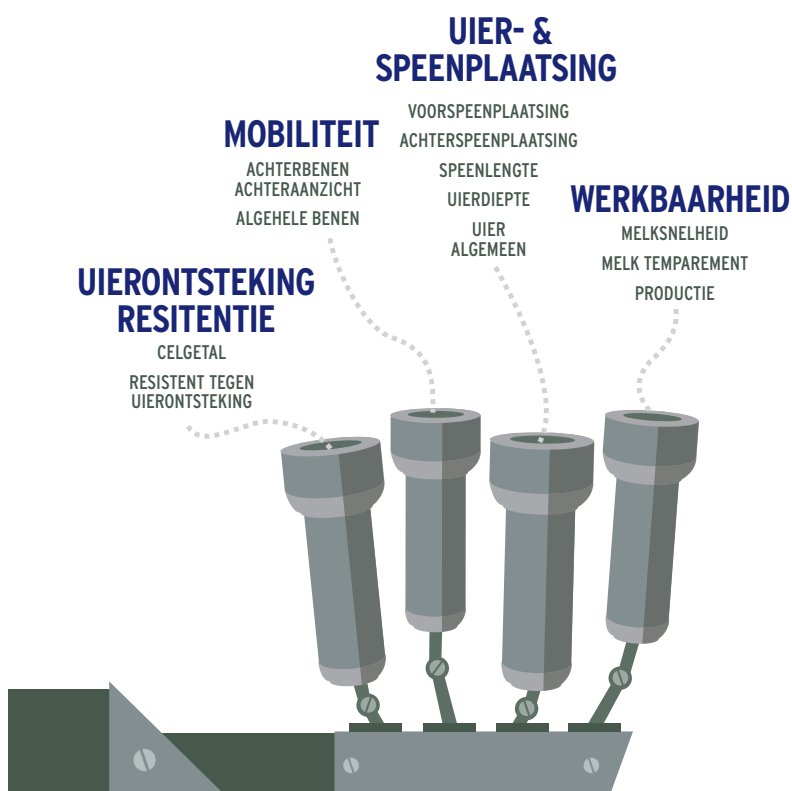 UIER- &
SPEENPLAATSING
VOORSPEENPLAATSING
ACHTERSPEENPLAATSING
SPEENLENGTE
UIERDIEPTE
UIER
ALGEMEEN
MOBILITEIT
ACHTERBENEN
ACHTERAANZICHT
ALGEHELE BENEN
WERKBAARHEID
MELKSNELHEID
MELK TEMPAREMENT
PRODUCTIE
UIERONTSTEKING
RESITENTIE
CELGETAL
RESISTENT TEGEN
UIERONTSTEKING